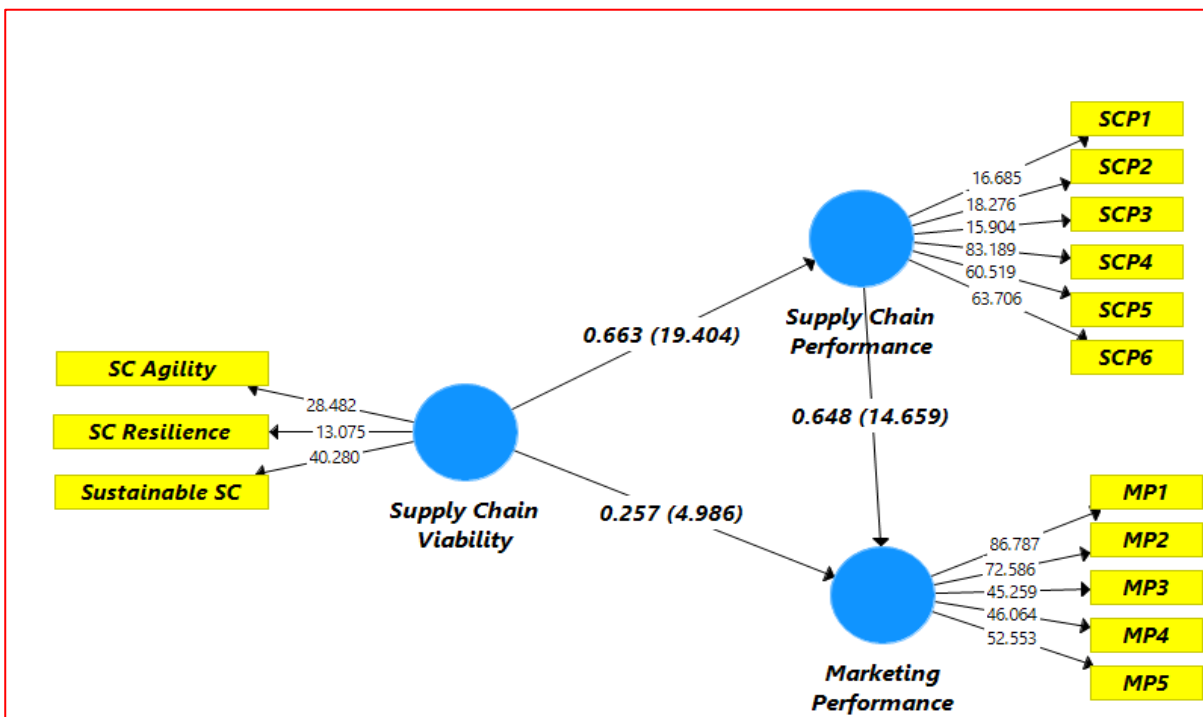 SCP1
16.685
SCP2
18.276
SCP3
15.904
SCP4
83.189
SCP5
60.519
SCP6
63.706
Supply Chain
Performance
0.663 (19.404)
SC Agility
28.482
SC Resilience
13.075
Sustainable SC
40.280
Supply Chain
Viability
0.648 (14.659)
0.257 (4.986)
MP1
86.787
MP2
72.586
MP3
45.259
MP4
46.064
MP5
52.553
Marketing
Performance